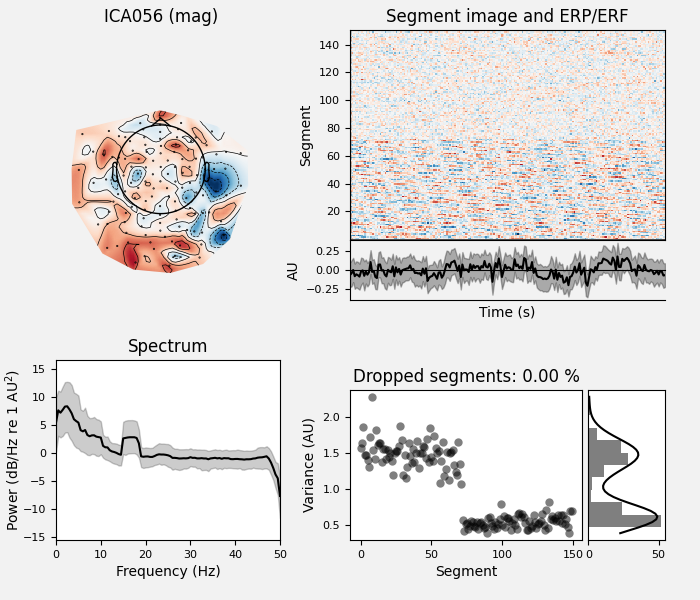 ICA056 (mag)
Segment image and ERP/ERF
Segment
140
120
100
80
60
40
20
AU
0.25
0.00
−0.25
Time (s)
Spectrum
Power (dB/Hz re 1 AU²)
15
10
5
0
−5
−10
−15
0 10 20 30 40 50
Frequency (Hz)
Dropped segments: 0.00 %
Variance (AU)
2.0
1.5
1.0
0.5
0 50 100 150
Segment
0 50